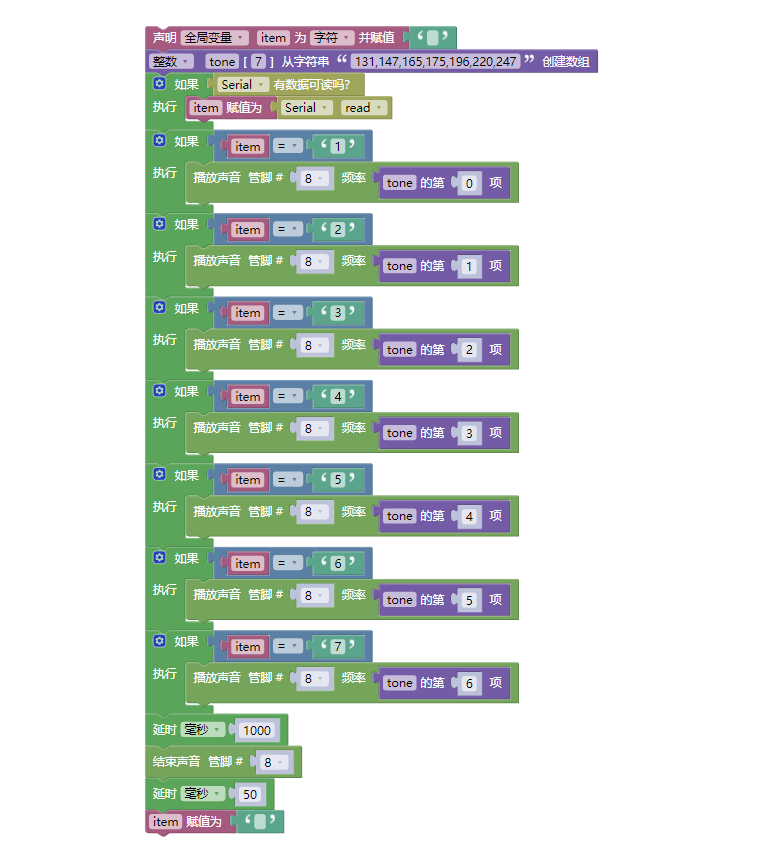 声明 全局变量 item 为 字符 并赋值 ‘ ’
整数 tone [ 7 ] 从字符串 “ 131,147,165,175,196,220,247 ” 创建数组
如果 Serial 有数据可读吗?
执行 item 赋值为 Serial read
如果 item = ‘ 1 ’
执行 播放声音 管脚 # 8 频率 tone 的第 0 项
如果 item = ‘ 2 ’
执行 播放声音 管脚 # 8 频率 tone 的第 1 项
如果 item = ‘ 3 ’
执行 播放声音 管脚 # 8 频率 tone 的第 2 项
如果 item = ‘ 4 ’
执行 播放声音 管脚 # 8 频率 tone 的第 3 项
如果 item = ‘ 5 ’
执行 播放声音 管脚 # 8 频率 tone 的第 4 项
如果 item = ‘ 6 ’
执行 播放声音 管脚 # 8 频率 tone 的第 5 项
如果 item = ‘ 7 ’
执行 播放声音 管脚 # 8 频率 tone 的第 6 项
延时 毫秒 1000
结束声音 管脚 # 8
延时 毫秒 50
item 赋值为 ‘ ’